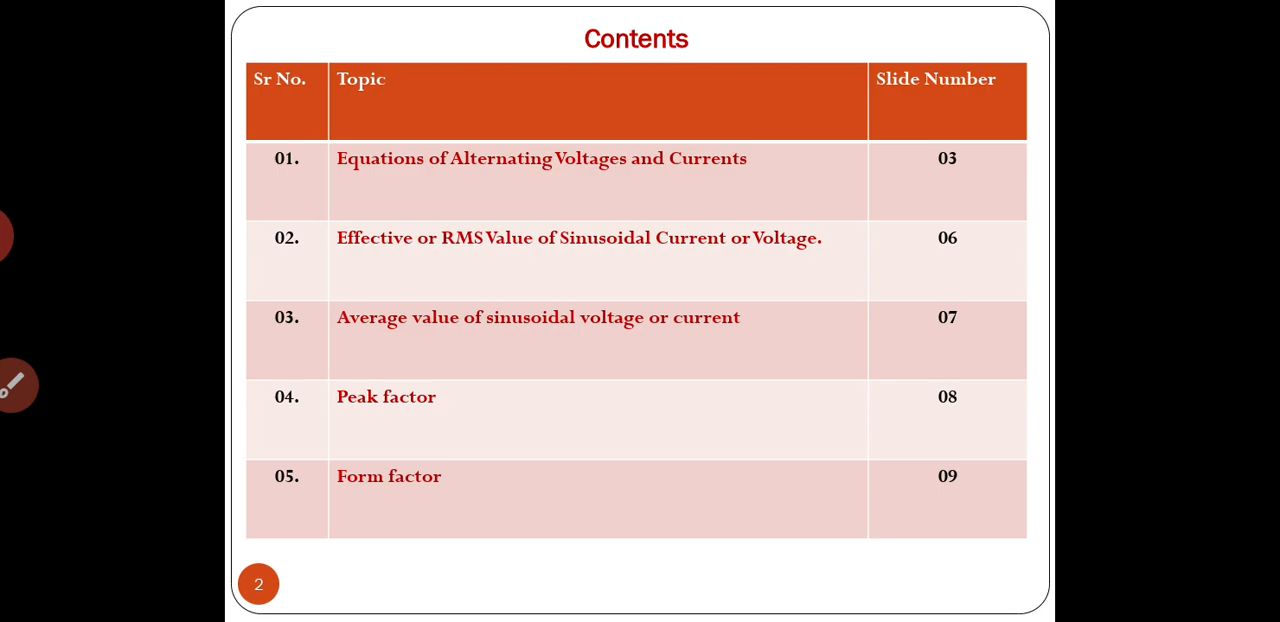 Contents
Sr No. Topic Slide Number
01. Equations of Alternating Voltages and Currents 03
02. Effective or RMS Value of Sinusoidal Current or Voltage. 06
03. Average value of sinusoidal voltage or current 07
04. Peak factor 08
05. Form factor 09
2